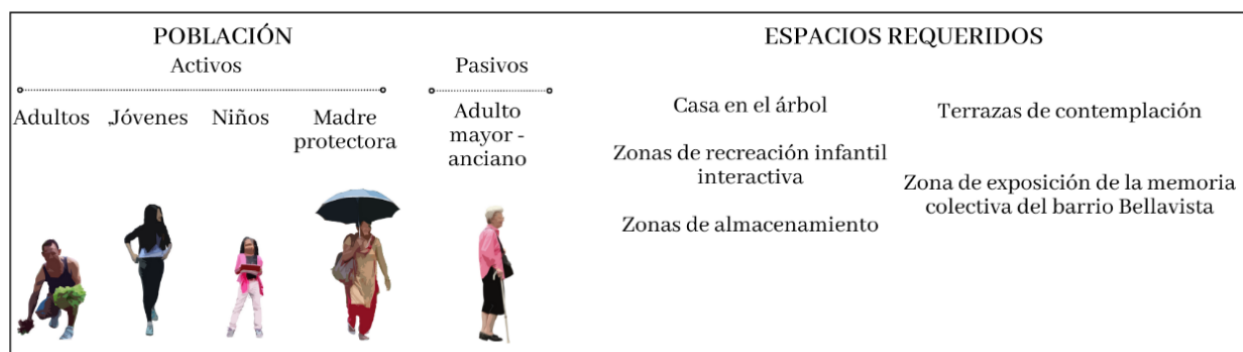 POBLACIÓN
Activos
Pasivos
Adultos
Jóvenes
Niños
Madre
protectora
Adulto
mayor -
anciano
ESPACIOS REQUERIDOS
Casa en el árbol
Zonas de recreación infantil
interactiva
Zonas de almacenamiento
Terrazas de contemplación
Zona de exposición de la memoria
colectiva del barrio Bellavista